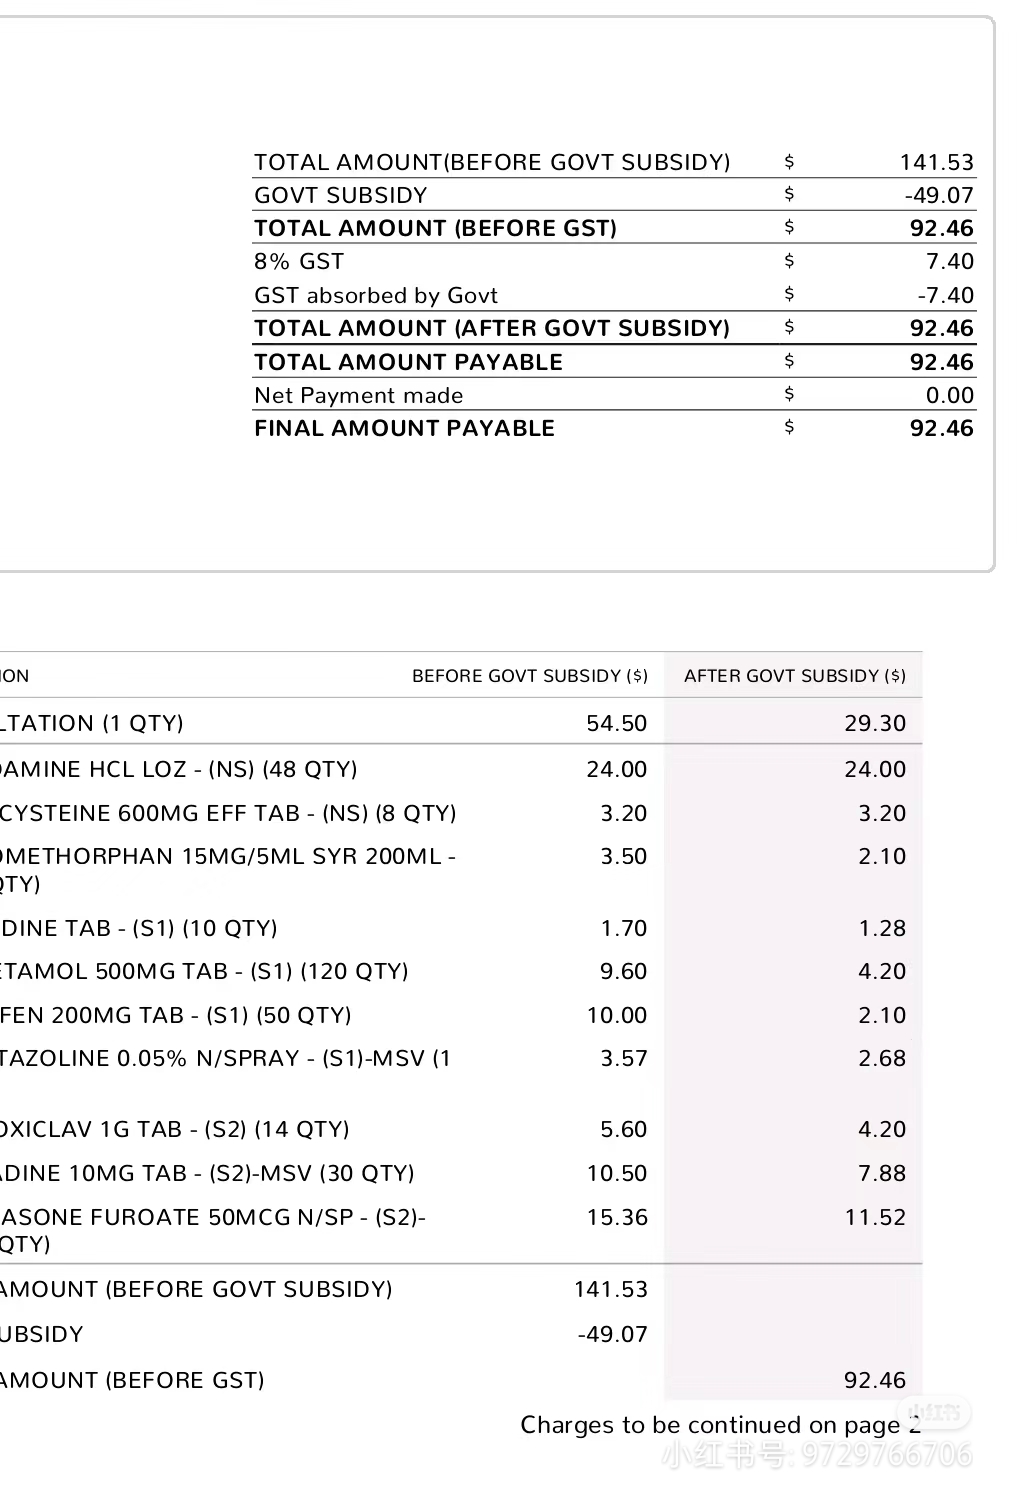 TOTAL AMOUNT(BEFORE GOVT SUBSIDY) $ 141.53
GOVT SUBSIDY $ -49.07
TOTAL AMOUNT (BEFORE GST) $ 92.46
8% GST $ 7.40
GST absorbed by Govt $ -7.40
TOTAL AMOUNT (AFTER GOVT SUBSIDY) $ 92.46
TOTAL AMOUNT PAYABLE $ 92.46
Net Payment made $ 0.00
FINAL AMOUNT PAYABLE $ 92.46
ION BEFORE GOVT SUBSIDY ($) AFTER GOVT SUBSIDY ($)
LTATION (1 QTY) 54.50 29.30
DAMINE HCL LOZ - (NS) (48 QTY) 24.00 24.00
CYSTEINE 600MG EFF TAB - (NS) (8 QTY) 3.20 3.20
OMETHORPHAN 15MG/5ML SYR 200ML - 3.50 2.10
QTY)
DINE TAB - (S1) (10 QTY) 1.70 1.28
ETAMOL 500MG TAB - (S1) (120 QTY) 9.60 4.20
FEN 200MG TAB - (S1) (50 QTY) 10.00 2.10
TAZOLINE 0.05% N/SPRAY - (S1)-MSV (1 3.57 2.68
OXICLAV 1G TAB - (S2) (14 QTY) 5.60 4.20
ADINE 10MG TAB - (S2)-MSV (30 QTY) 10.50 7.88
ASONE FUROATE 50MCG N/SP - (S2)- 15.36 11.52
QTY)
AMOUNT (BEFORE GOVT SUBSIDY) 141.53
UBSIDY -49.07
AMOUNT (BEFORE GST) 92.46
Charges to be continued on page 2
小红书
小红书号: 9729766706